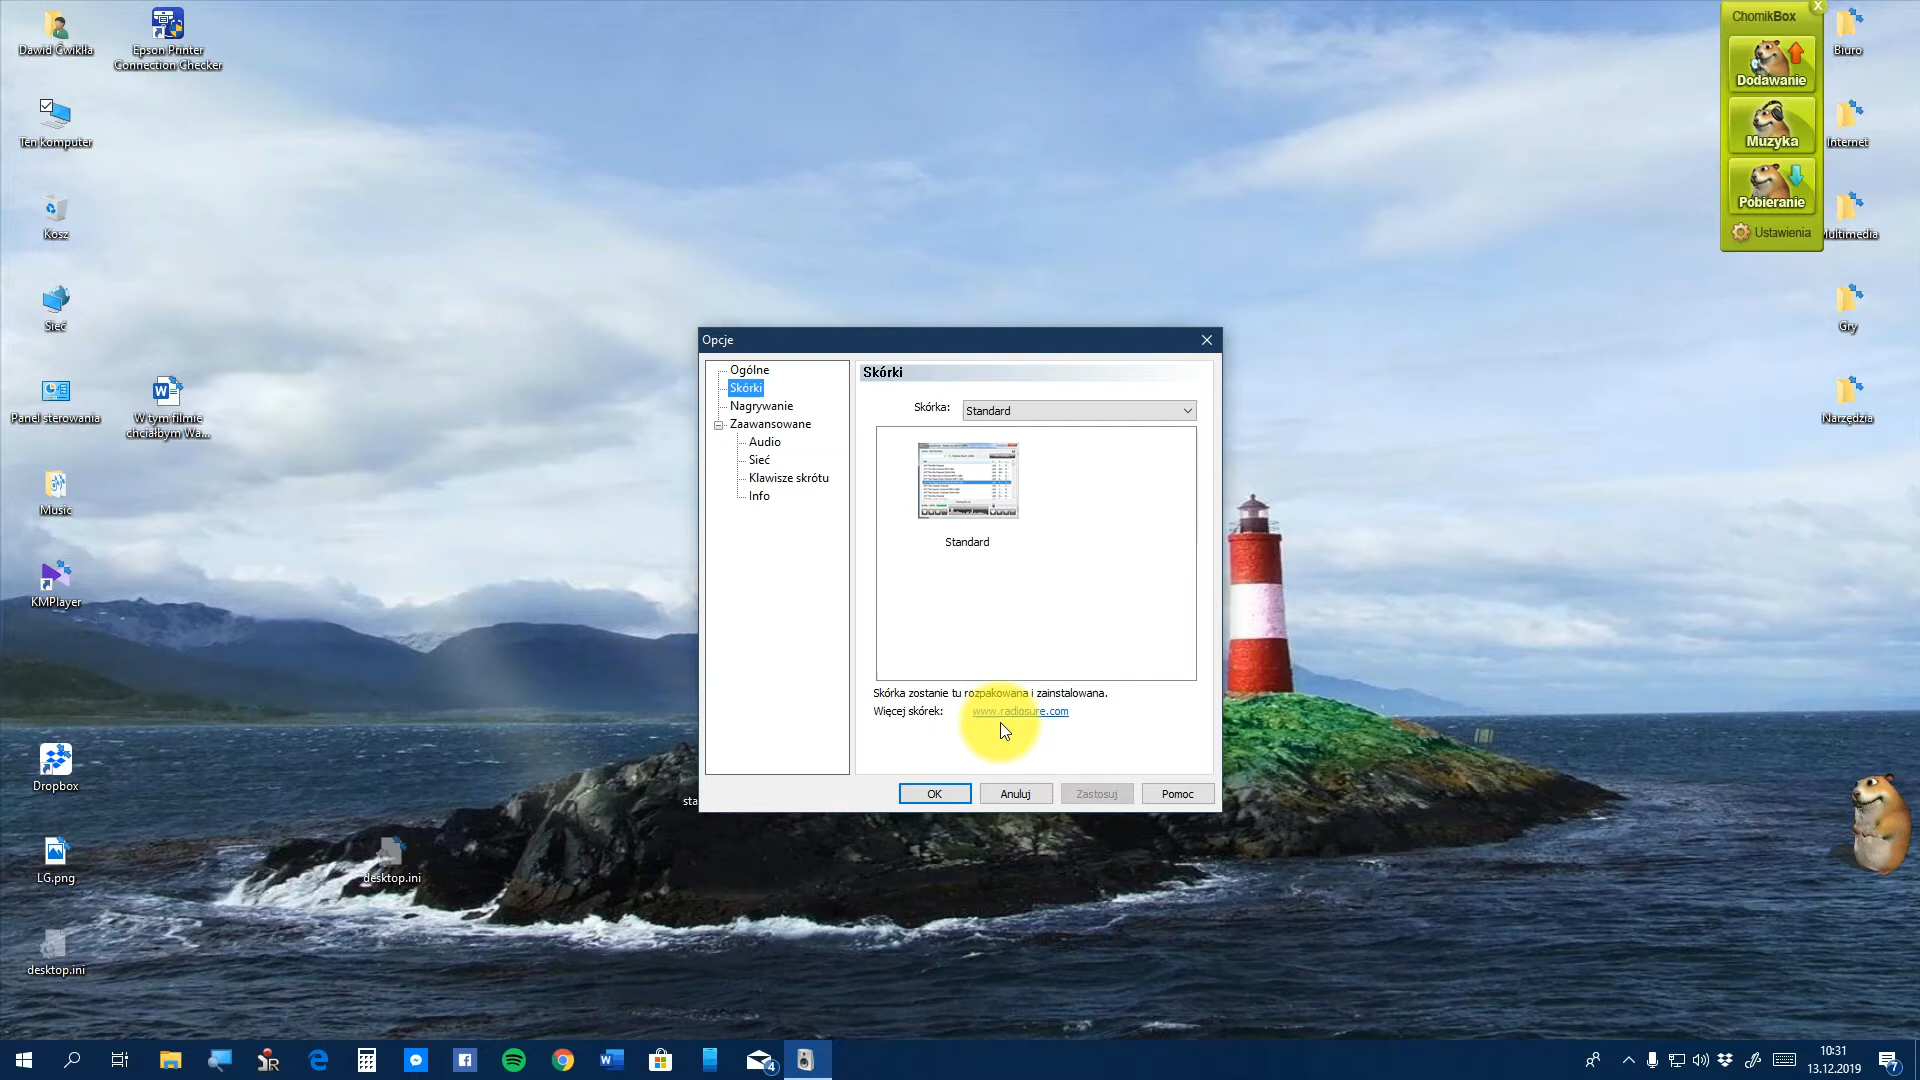 Dawid Ćwikła
Epson Printer
Connection Checker
Ten komputer
Kosz
Sieć
Panel sterowania
W tym filmie
chciałbym Wa...
Music
KMPlayer
Dropbox
LG.png
desktop.ini
desktop.ini
sta
Opcje
Ogólne
Skórki
Nagrywanie
Zaawansowane
Audio
Sieć
Klawisze skrótu
Info
Skórki
Skórka:
Standard
Standard
Skórka zostanie tu rozpakowana i zainstalowana.
Więcej skórek: www.radiosure.com
OK
Anuluj
Zastosuj
Pomoc
ChomikBox
X
Dodawanie
Muzyka
Pobieranie
Ustawienia
Biuro
Internet
Multimedia
Gry
Narzędzia
4
10:31
13.12.2019
7